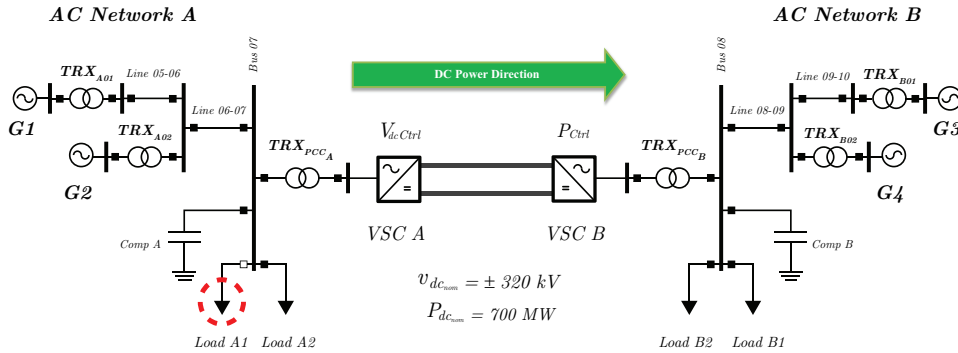 AC Network A
AC Network B
Bus 07
Bus 08
DC Power Direction
Line 05-06
TRX_A01
G1
Line 06-07
TRX_A02
G2
TRX_PCC_A
V_dc Ctrl
P_Ctrl
TRX_PCC_B
Line 09-10
TRX_B01
G3
Line 08-09
TRX_B02
G4
VSC A
VSC B
Comp A
Comp B
v_dc_nom = ± 320 kV
P_dc_nom = 700 MW
Load A1
Load A2
Load B2
Load B1